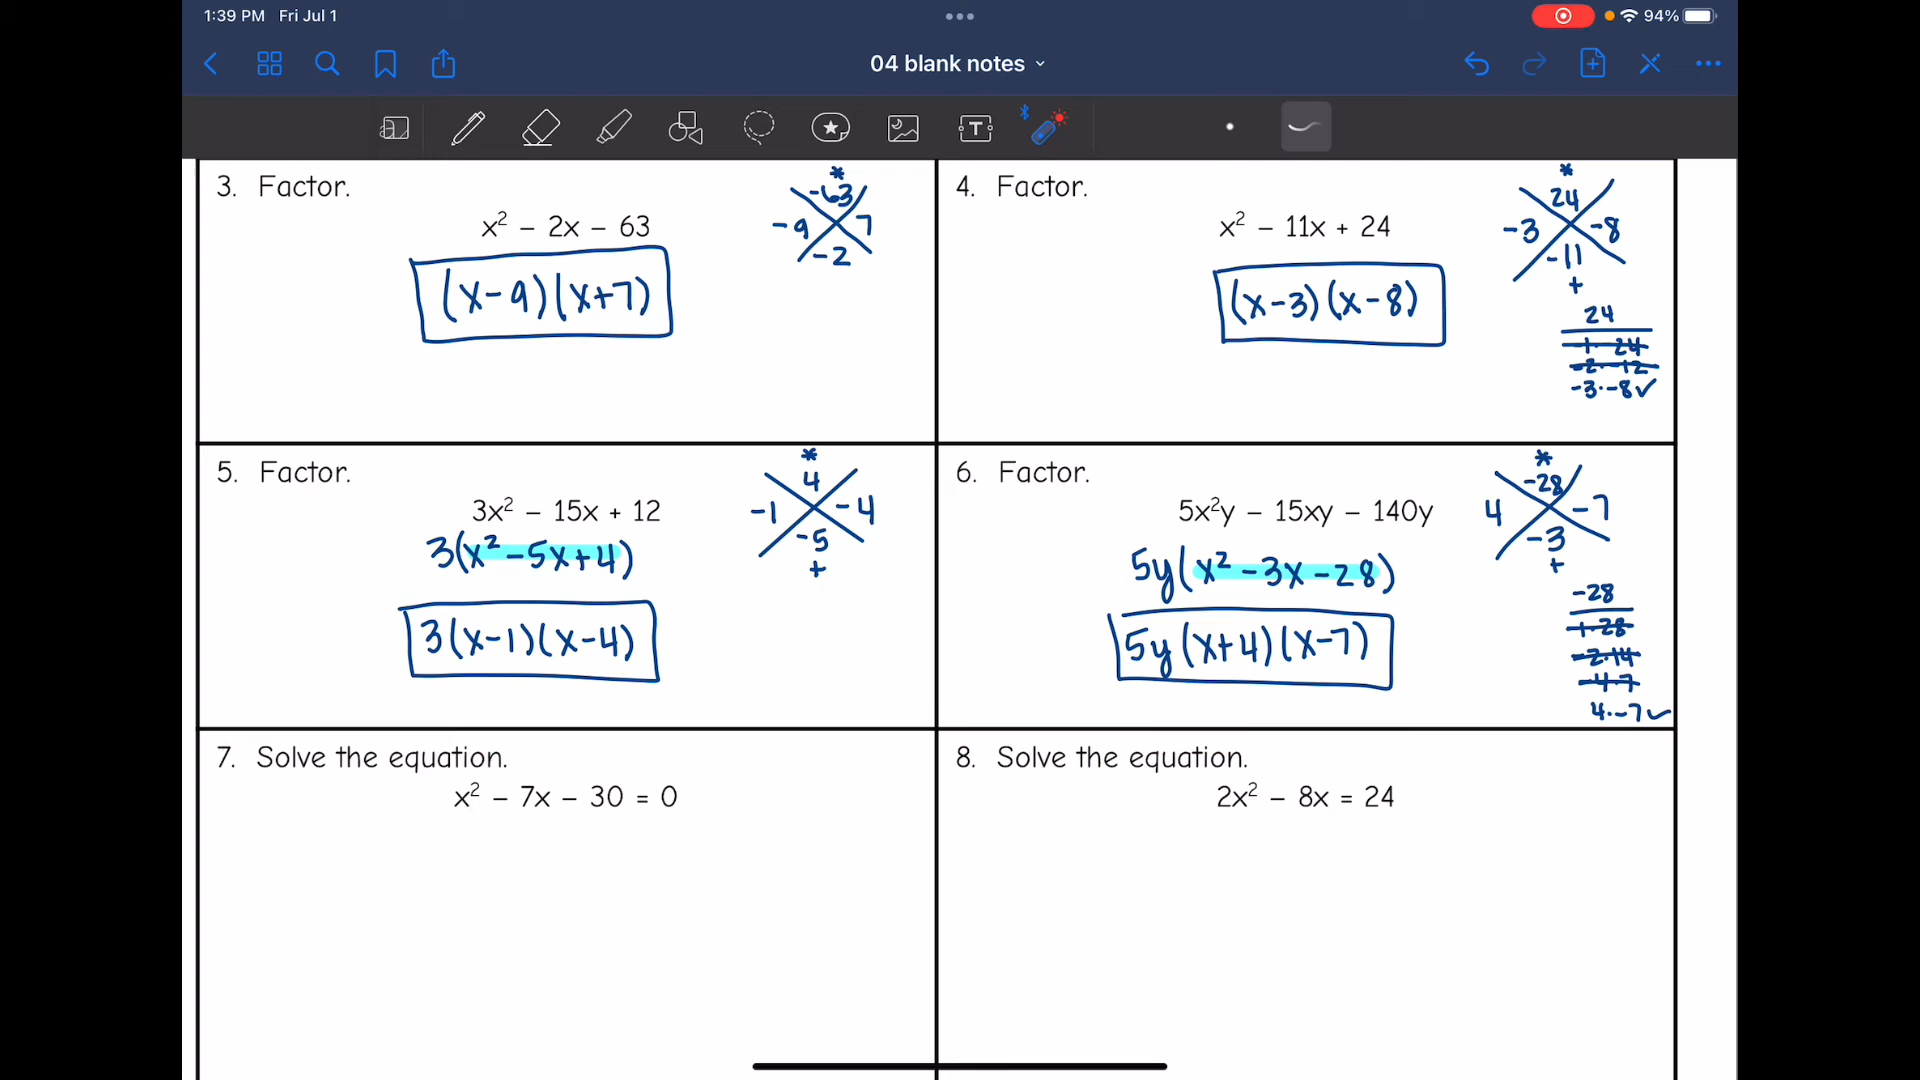 1:39 PM Fri Jul 1
94%
04 blank notes
T
3. Factor.
x² – 2x – 63
(x-9)(x+7)
*
-63
-9 7
-2
4. Factor.
x² – 11x + 24
(x-3)(x-8)
*
24
-3 -8
-11
+
24
-1·-24
-2·-12
-3·-8✓
5. Factor.
3x² – 15x + 12
3(x²-5x+4)
3(x-1)(x-4)
*
4
-1 -4
-5
+
6. Factor.
5x²y – 15xy – 140y
5y(x²-3x-28)
5y(x+4)(x-7)
*
-28
4 -7
-3
+
-28
-1·28
-2·14
-4·7
4·-7✓
7. Solve the equation.
x² – 7x – 30 = 0
8. Solve the equation.
2x² – 8x = 24